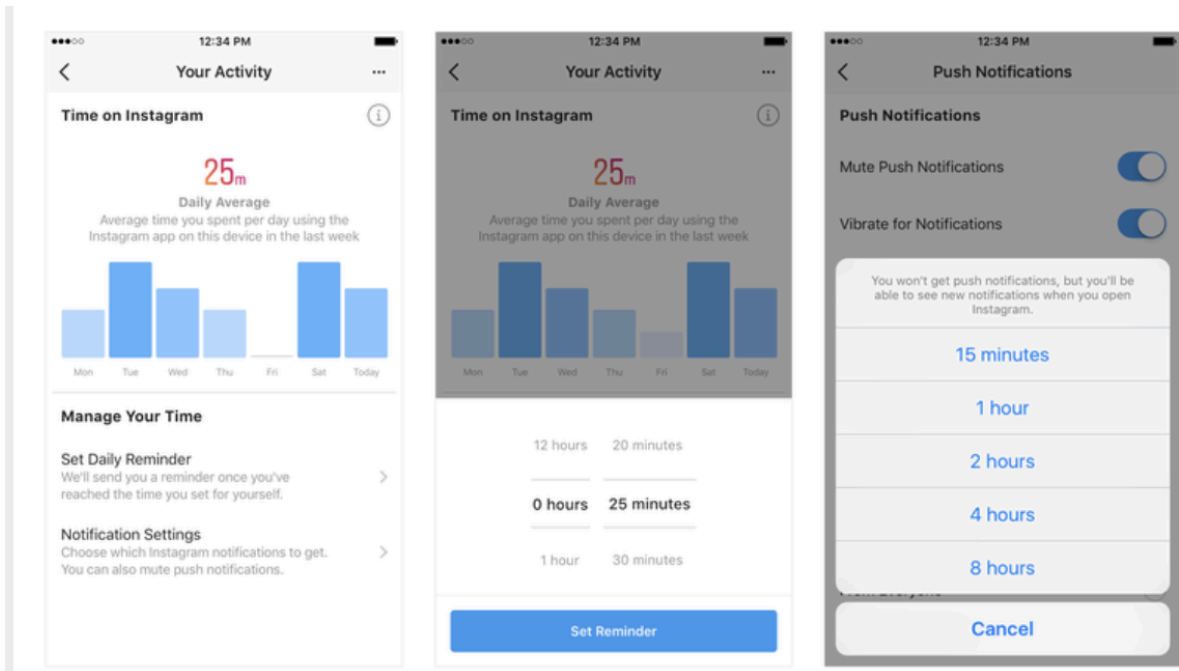 12:34 PM
Your Activity
Time on Instagram
25m
Daily Average
Average time you spent per day using the
Instagram app on this device in the last week
Mon Tue Wed Thu Fri Sat Today
Manage Your Time
Set Daily Reminder
We'll send you a reminder once you've
reached the time you set for yourself.
Notification Settings
Choose which Instagram notifications to get.
You can also mute push notifications.
12:34 PM
Your Activity
Time on Instagram
25m
Daily Average
Average time you spent per day using the
Instagram app on this device in the last week
Mon Tue Wed Thu Fri Sat Today
12 hours 20 minutes
0 hours 25 minutes
1 hour 30 minutes
Set Reminder
12:34 PM
Push Notifications
Push Notifications
Mute Push Notifications
Vibrate for Notifications
You won't get push notifications, but you'll be
able to see new notifications when you open
Instagram.
15 minutes
1 hour
2 hours
4 hours
8 hours
Cancel